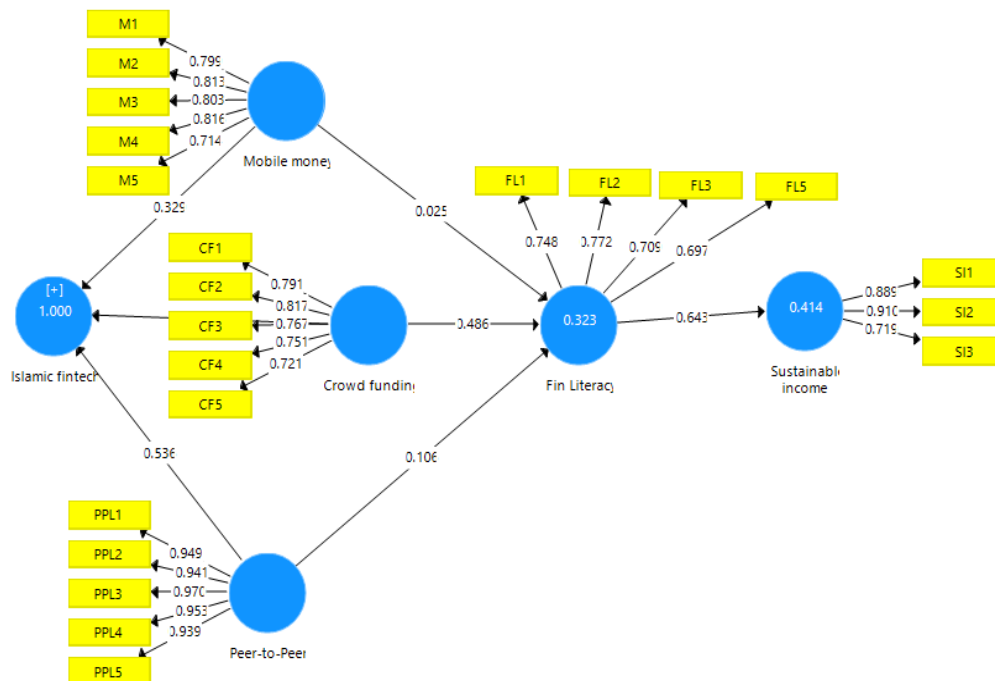 M1
M2
M3
M4
M5
0.799
0.813
0.803
0.816
0.714
Mobile money
0.329
0.025
FL1
FL2
FL3
FL5
0.748
0.772
0.709
0.697
CF1
CF2
CF3
CF4
CF5
0.791
0.817
0.767
0.751
0.721
Crowd funding
[+]
1.000
Islamic fintech
0.486
0.323
Fin Literacy
0.643
0.414
Sustainable
income
0.889
0.910
0.719
SI1
SI2
SI3
0.536
0.106
PPL1
PPL2
PPL3
PPL4
PPL5
0.949
0.941
0.970
0.953
0.939
Peer-to-Peer